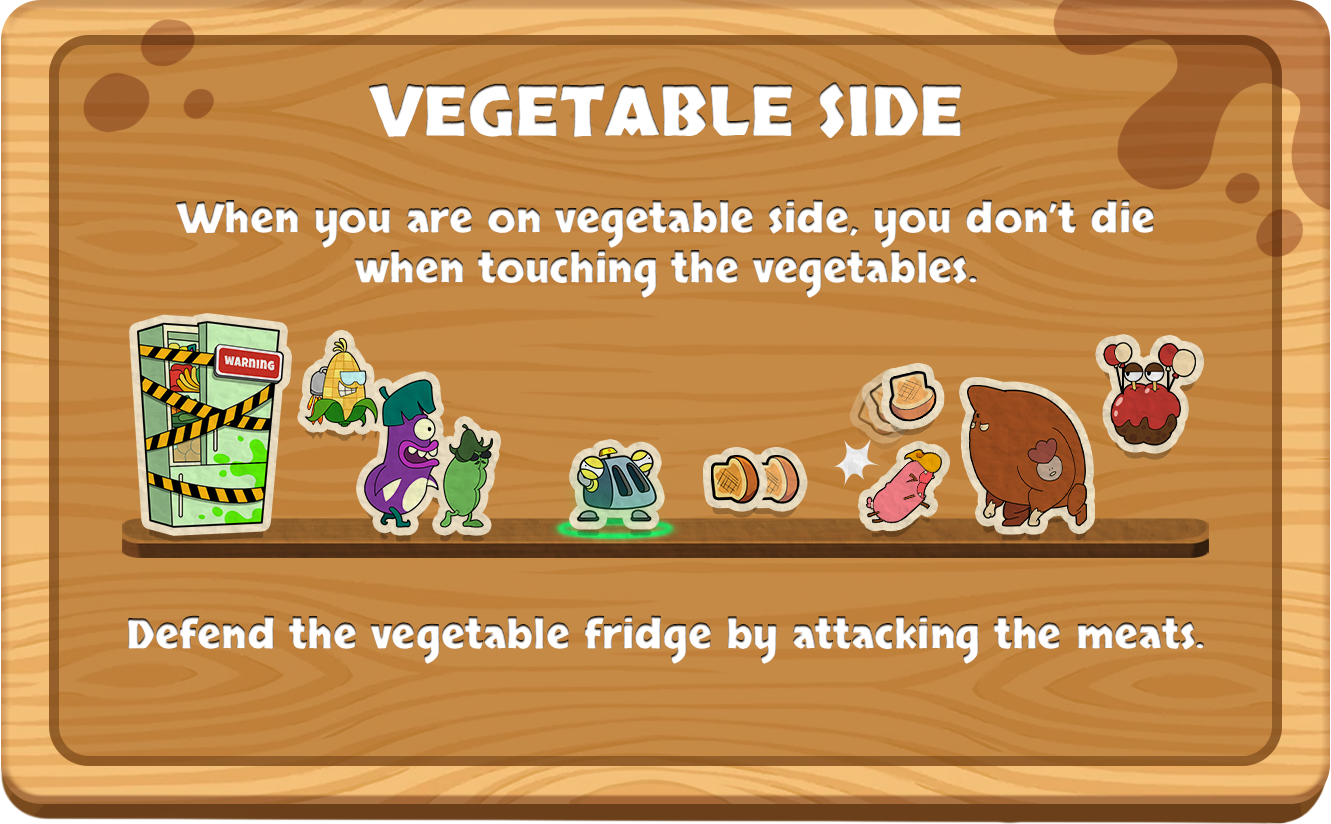 VEGETABLE SIDE
When you are on vegetable side, you don't die
when touching the vegetables.
WARNING
Defend the vegetable fridge by attacking the meats.